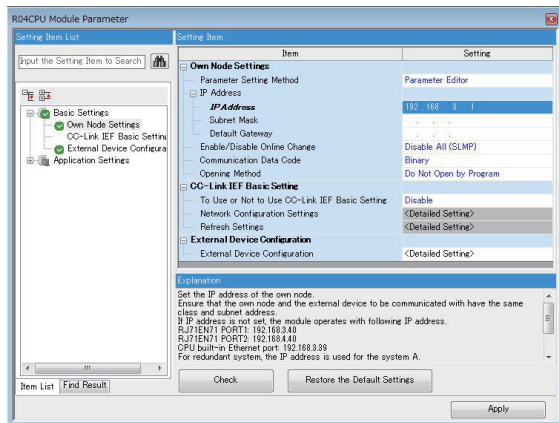 R04CPU Module Parameter
Setting Item List
Setting Item
Input the Setting Item to Search
Item Setting
Own Node Settings
Parameter Setting Method Parameter Editor
IP Address
IP Address 192 . 168 . 3 . 1
Subnet Mask . . .
Default Gateway . . .
Enable/Disable Online Change Disable All (SLMP)
Communication Data Code Binary
Opening Method Do Not Open by Program
CC-Link IEF Basic Setting
To Use or Not to Use CC-Link IEF Basic Setting Disable
Network Configuration Settings <Detailed Setting>
Refresh Settings <Detailed Setting>
External Device Configuration
External Device Configuration <Detailed Setting>
Basic Settings
Own Node Settings
CC-Link IEF Basic Setting
External Device Configura
Application Settings
Explanation
Set the IP address of the own node.
Ensure that the own node and the external device to be communicated with have the same
class and subnet address.
If IP address is not set, the module operates with following IP address.
RJ71EN71 PORT1: 192.168.3.40
RJ71EN71 PORT2: 192.168.4.40
CPU built-in Ethernet port: 192.168.3.39
For redundant system, the IP address is used for the system A.
Item List Find Result
Check Restore the Default Settings
Apply